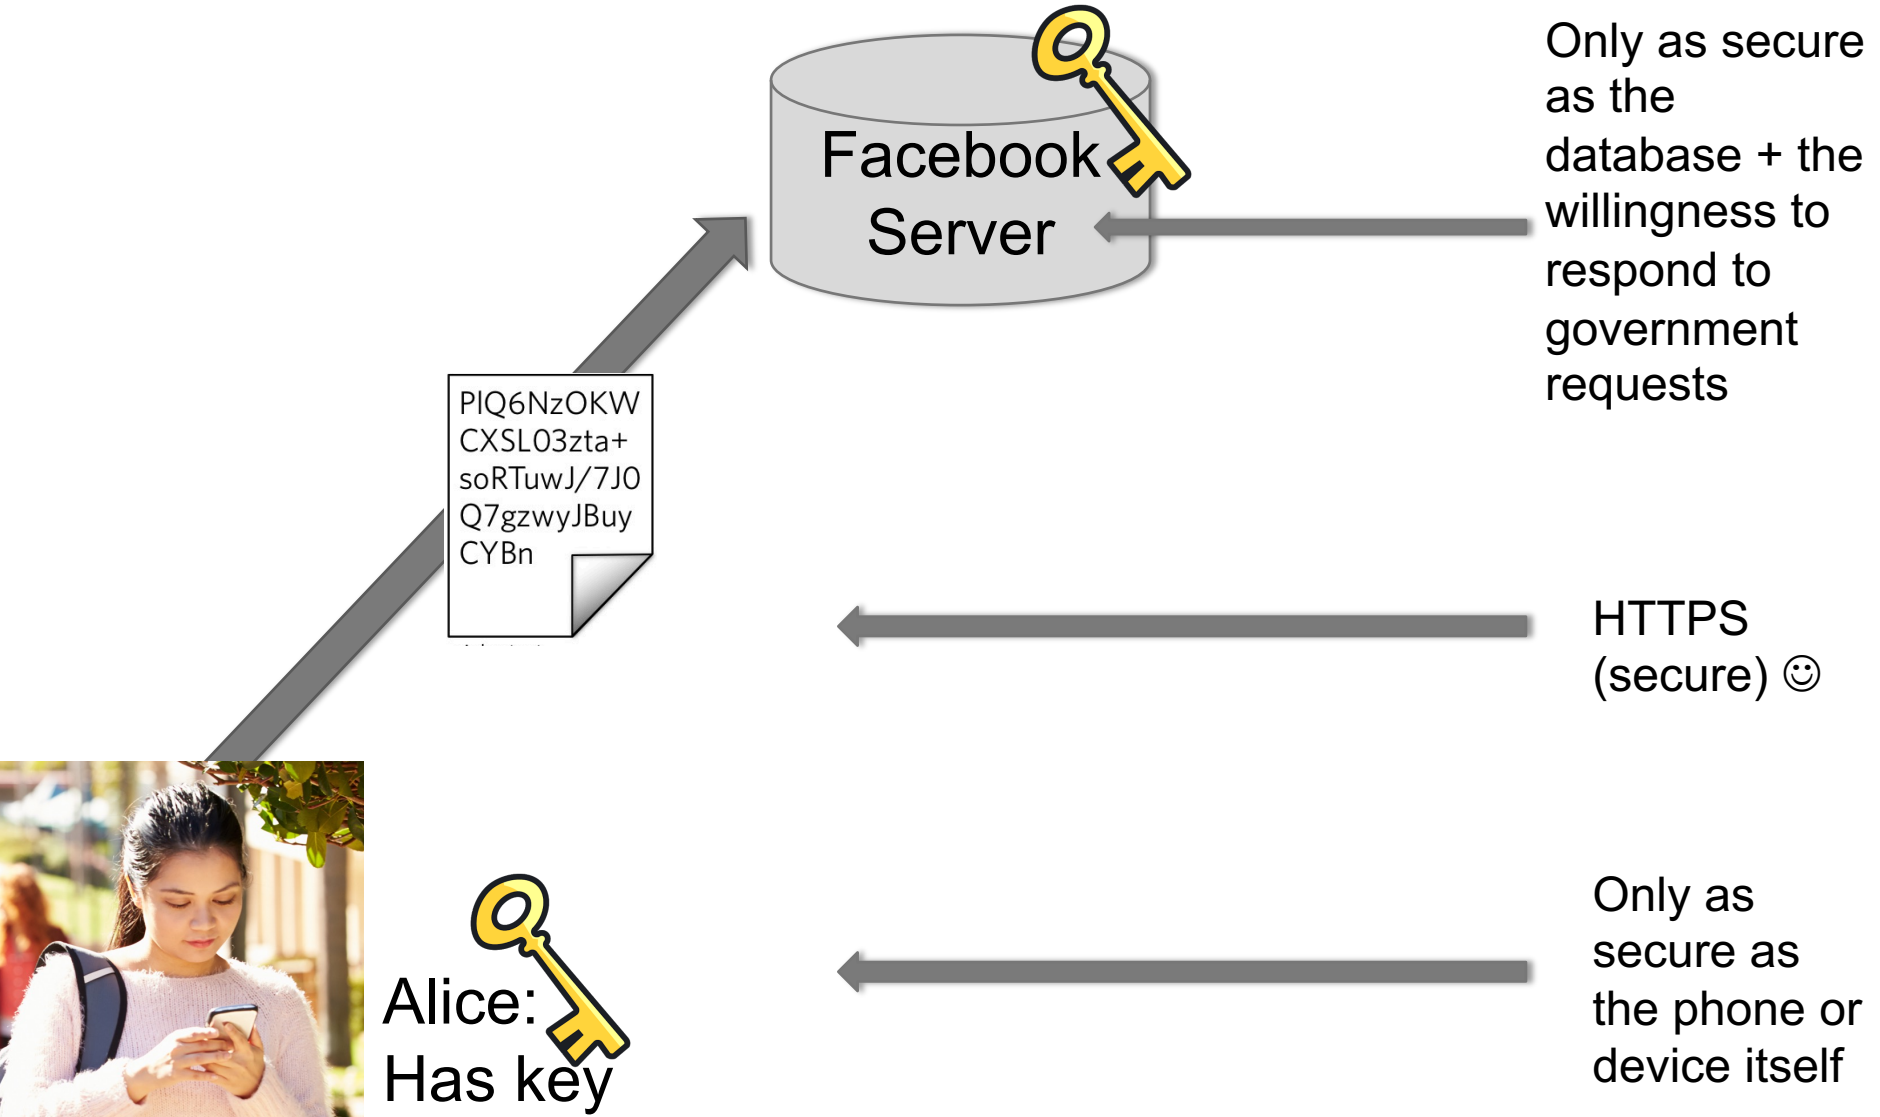 Facebook
Server
Only as secure
as the
database + the
willingness to
respond to
government
requests
PlQ6NzOKW
CXSL03zta+
soRTuwJ/7J0
Q7gzwyJBuy
CYBn
HTTPS
(secure) ☺
Alice:
Has key
Only as
secure as
the phone or
device itself